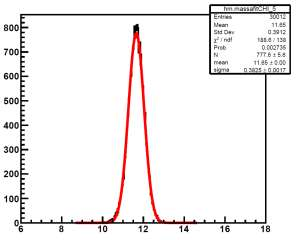 hm.massafitCHI_5
Entries 30012
Mean 11.65
Std Dev 0.3912
χ² / ndf 188.6 / 138
Prob 0.002735
N 777.6 ± 5.8
mean 11.65 ± 0.00
sigma 0.3825 ± 0.0017
800
700
600
500
400
300
200
100
0
6 8 10 12 14 16 18